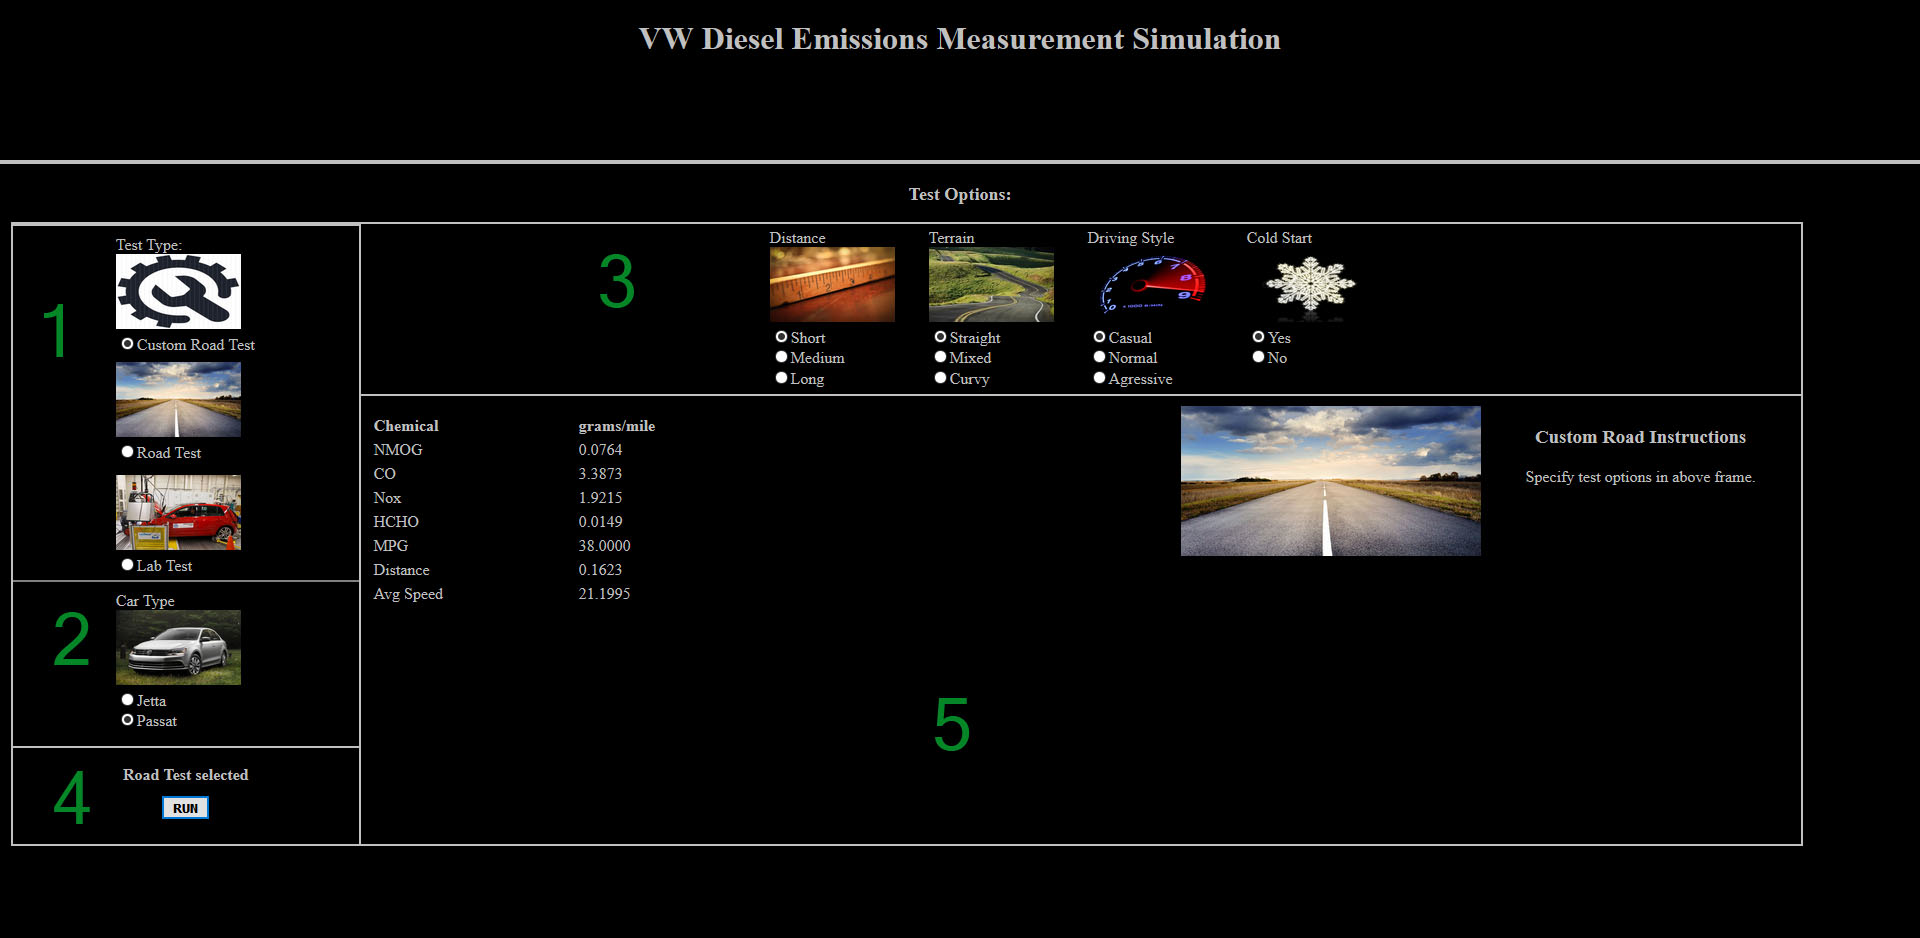 VW Diesel Emissions Measurement Simulation
Test Options:
1
Test Type:
Custom Road Test
Road Test
Lab Test
2
Car Type
Jetta
Passat
4
Road Test selected
RUN
3
Distance
Short
Medium
Long
Terrain
Straight
Mixed
Curvy
Driving Style
Casual
Normal
Agressive
Cold Start
Yes
No
Chemical grams/mile
NMOG 0.0764
CO 3.3873
Nox 1.9215
HCHO 0.0149
MPG 38.0000
Distance 0.1623
Avg Speed 21.1995
5
Custom Road Instructions
Specify test options in above frame.